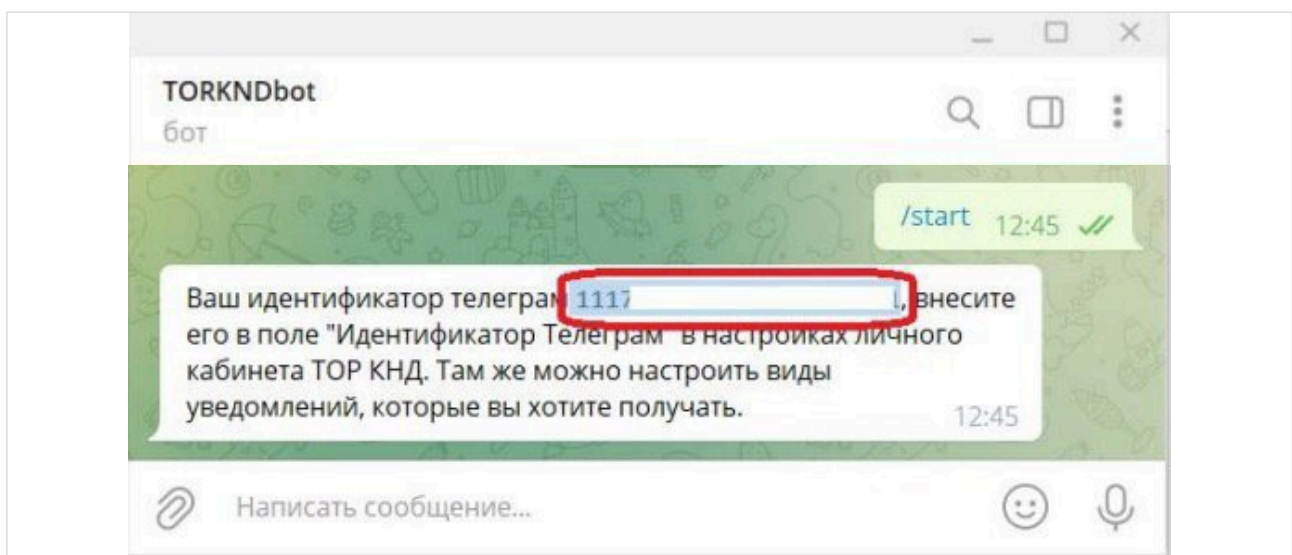 TORKNDbot
бот
/start 12:45
Ваш идентификатор телеграм 1117 , внесите
его в поле "Идентификатор Телеграм" в настройках личного
кабинета ТОР КНД. Там же можно настроить виды
уведомлений, которые вы хотите получать.
12:45
Написать сообщение...